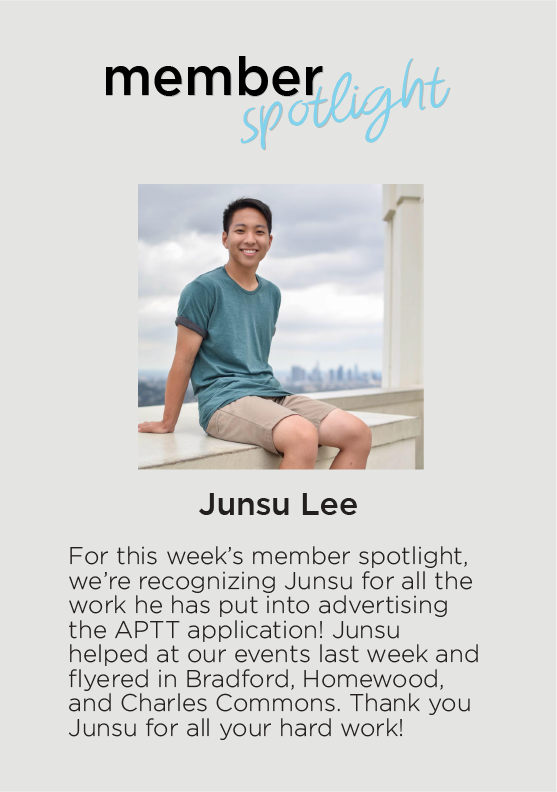 member
spotlight
Junsu Lee
For this week’s member spotlight,
we’re recognizing Junsu for all the
work he has put into advertising
the APTT application! Junsu
helped at our events last week and
flyered in Bradford, Homewood,
and Charles Commons. Thank you
Junsu for all your hard work!